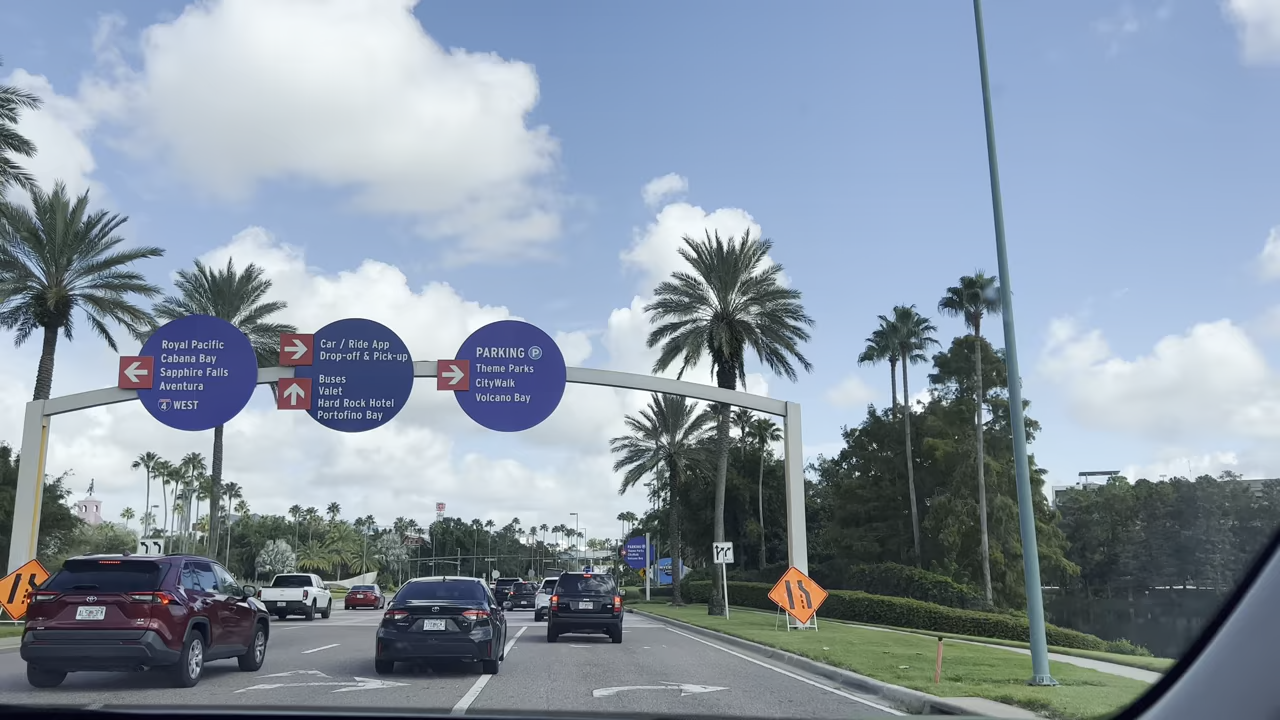 Royal Pacific
Cabana Bay
Sapphire Falls
Aventura
4 WEST
Car / Ride App
Drop-off & Pick-up
Buses
Valet
Hard Rock Hotel
Portofino Bay
PARKING P
Theme Parks
CityWalk
Volcano Bay
PARKING